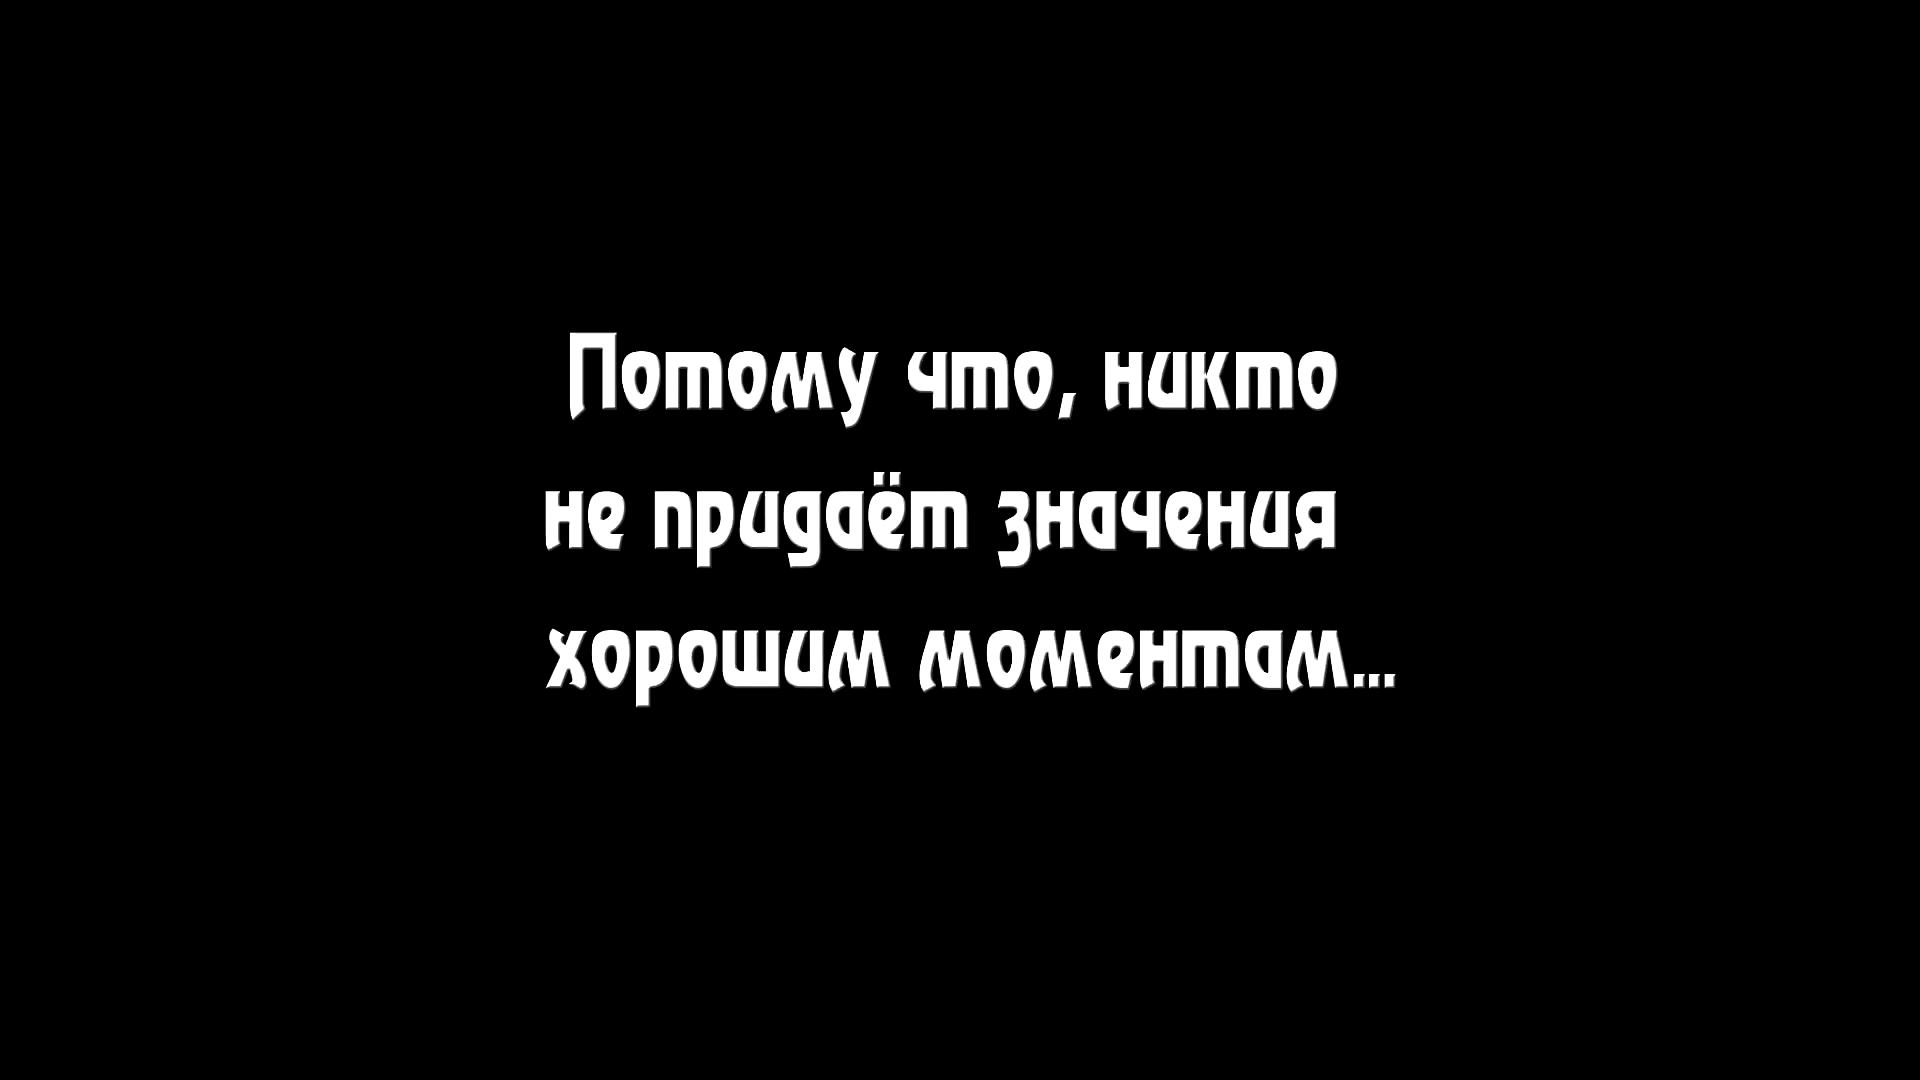 Потому что, никто
не придаёт значения
хорошим моментам...